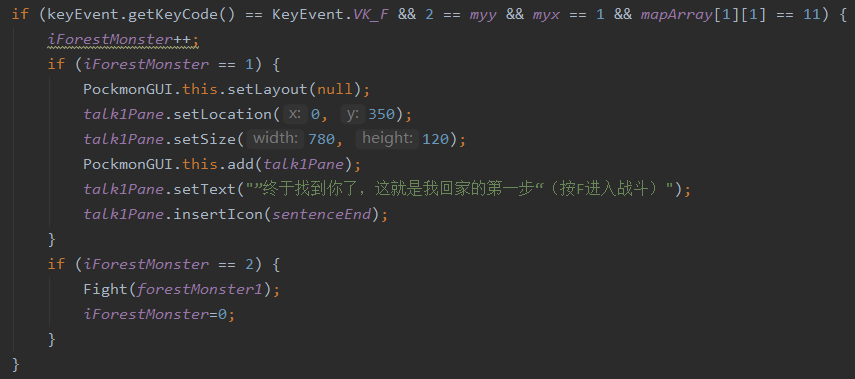 if (keyEvent.getKeyCode() == KeyEvent.VK_F && 2 == myy && myx == 1 && mapArray[1][1] == 11) {
iForestMonster++;
if (iForestMonster == 1) {
PockmonGUI.this.setLayout(null);
talk1Pane.setLocation( x: 0, y: 350);
talk1Pane.setSize( width: 780, height: 120);
PockmonGUI.this.add(talk1Pane);
talk1Pane.setText("”终于找到你了，这就是我回家的第一步“（按F进入战斗）");
talk1Pane.insertIcon(sentenceEnd);
}
if (iForestMonster == 2) {
Fight(forestMonster1);
iForestMonster=0;
}
}